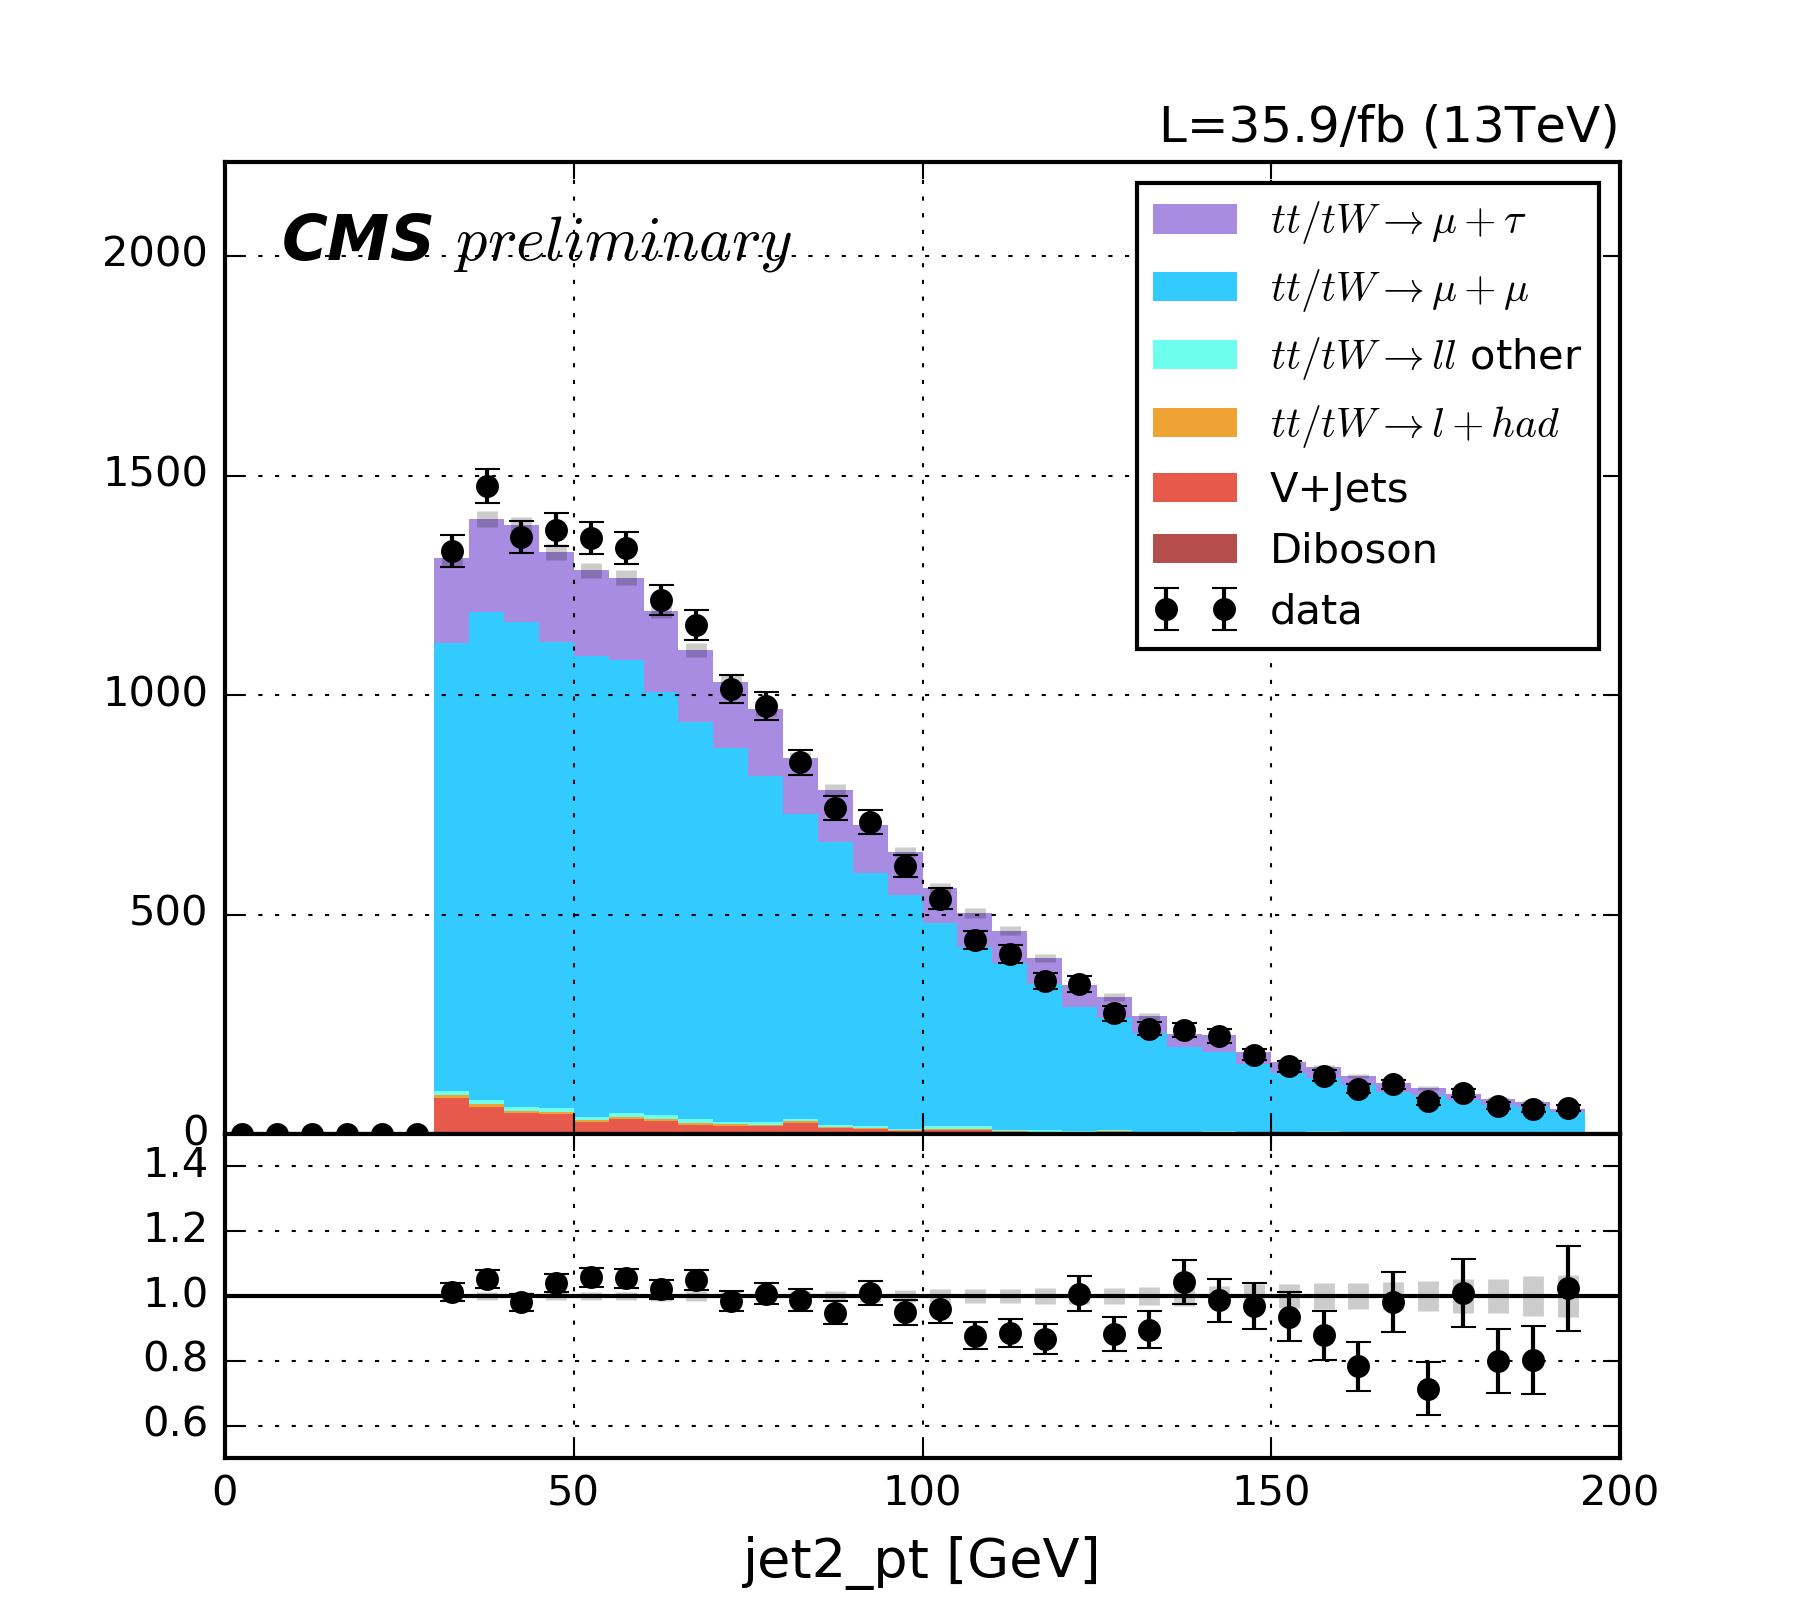 L=35.9/fb (13TeV)
CMS preliminary
tt/tW → μ + τ
tt/tW → μ + μ
tt/tW → ll other
tt/tW → l + had
V+Jets
Diboson
data
2000
1500
1000
500
0
1.4
1.2
1.0
0.8
0.6
0 50 100 150 200
jet2_pt [GeV]